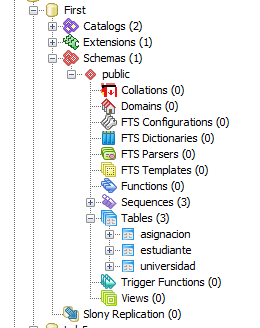 First
Catalogs (2)
Extensions (1)
Schemas (1)
public
Collations (0)
Domains (0)
FTS Configurations (0)
FTS Dictionaries (0)
FTS Parsers (0)
FTS Templates (0)
Functions (0)
Sequences (3)
Tables (3)
asignacion
estudiante
universidad
Trigger Functions (0)
Views (0)
Slony Replication (0)